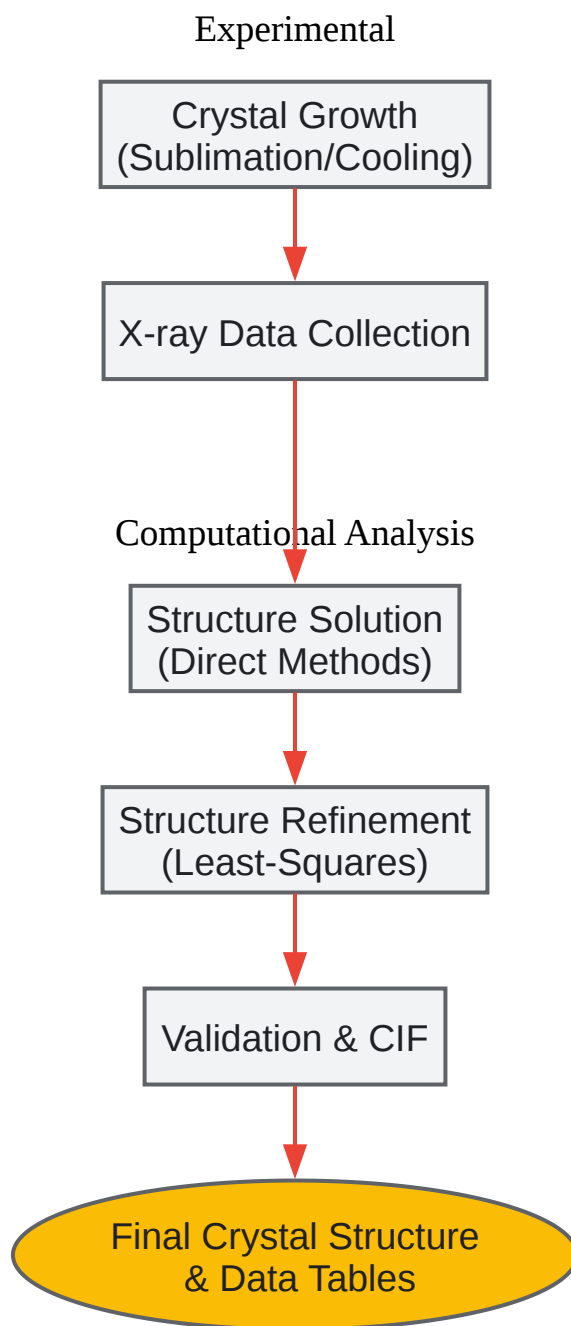 Experimental
Crystal Growth
(Sublimation/Cooling)
X-ray Data Collection
Computational Analysis
Structure Solution
(Direct Methods)
Structure Refinement
(Least-Squares)
Validation & CIF
Final Crystal Structure
& Data Tables